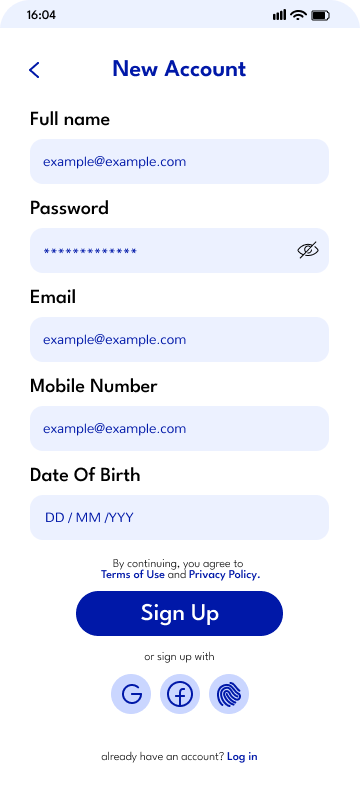 16:04
New Account
Full name
example@example.com
Password
*************
Email
example@example.com
Mobile Number
example@example.com
Date Of Birth
DD / MM /YYY
By continuing, you agree to
Terms of Use and Privacy Policy.
Sign Up
or sign up with
already have an account? Log in